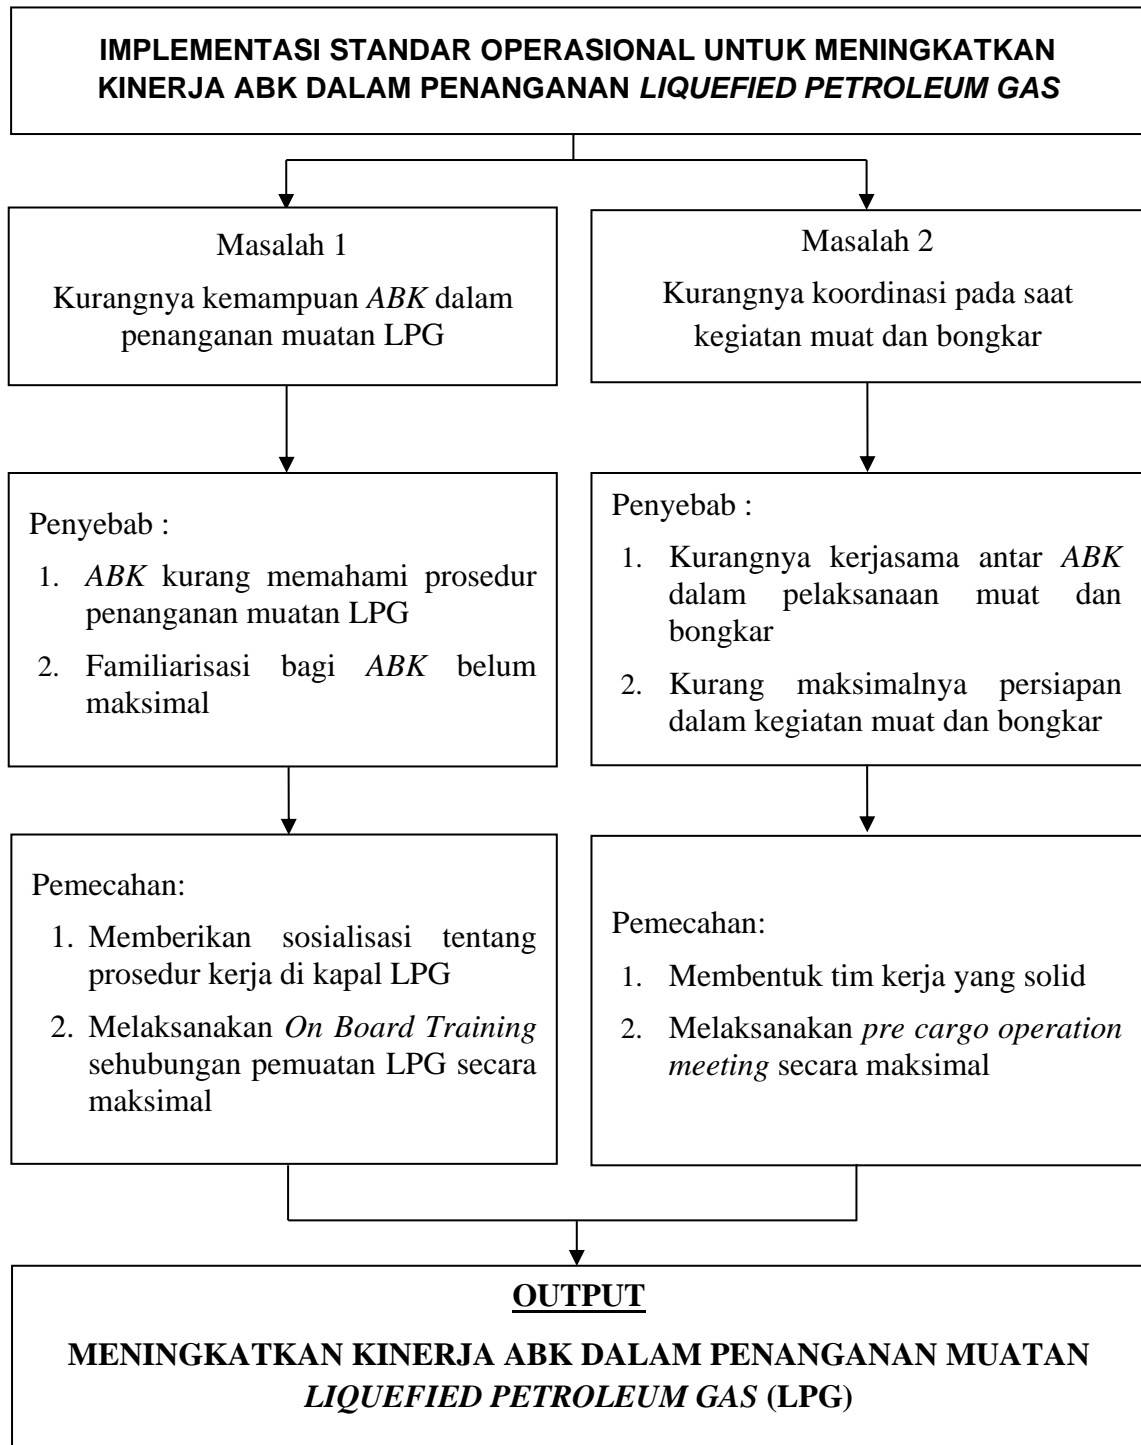 IMPLEMENTASI STANDAR OPERASIONAL UNTUK MENINGKATKAN
KINERJA ABK DALAM PENANGANAN LIQUEFIED PETROLEUM GAS
Masalah 1
Kurangnya kemampuan ABK dalam
penanganan muatan LPG
Masalah 2
Kurangnya koordinasi pada saat
kegiatan muat dan bongkar
Penyebab :
1. ABK kurang memahami prosedur
penanganan muatan LPG
2. Familiarisasi bagi ABK belum
maksimal
Penyebab :
1. Kurangnya kerjasama antar ABK
dalam pelaksanaan muat dan
bongkar
2. Kurang maksimalnya persiapan
dalam kegiatan muat dan bongkar
Pemecahan:
1. Memberikan sosialisasi tentang
prosedur kerja di kapal LPG
2. Melaksanakan On Board Training
sehubungan pemuatan LPG secara
maksimal
Pemecahan:
1. Membentuk tim kerja yang solid
2. Melaksanakan pre cargo operation
meeting secara maksimal
OUTPUT
MENINGKATKAN KINERJA ABK DALAM PENANGANAN MUATAN
LIQUEFIED PETROLEUM GAS (LPG)